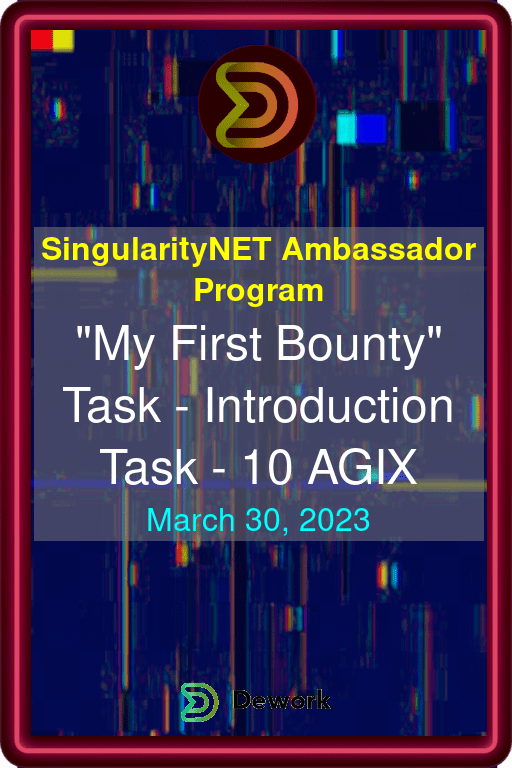 SingularityNET Ambassador
Program
"My First Bounty"
Task - Introduction
Task - 10 AGIX
March 30, 2023
Dework